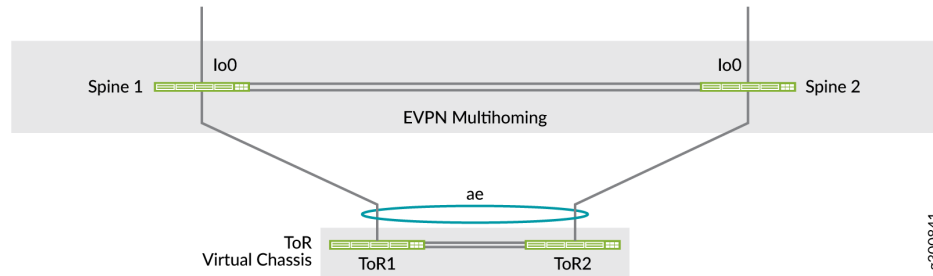 lo0
lo0
Spine 1
Spine 2
EVPN Multihoming
ae
ToR
Virtual Chassis
ToR1
ToR2